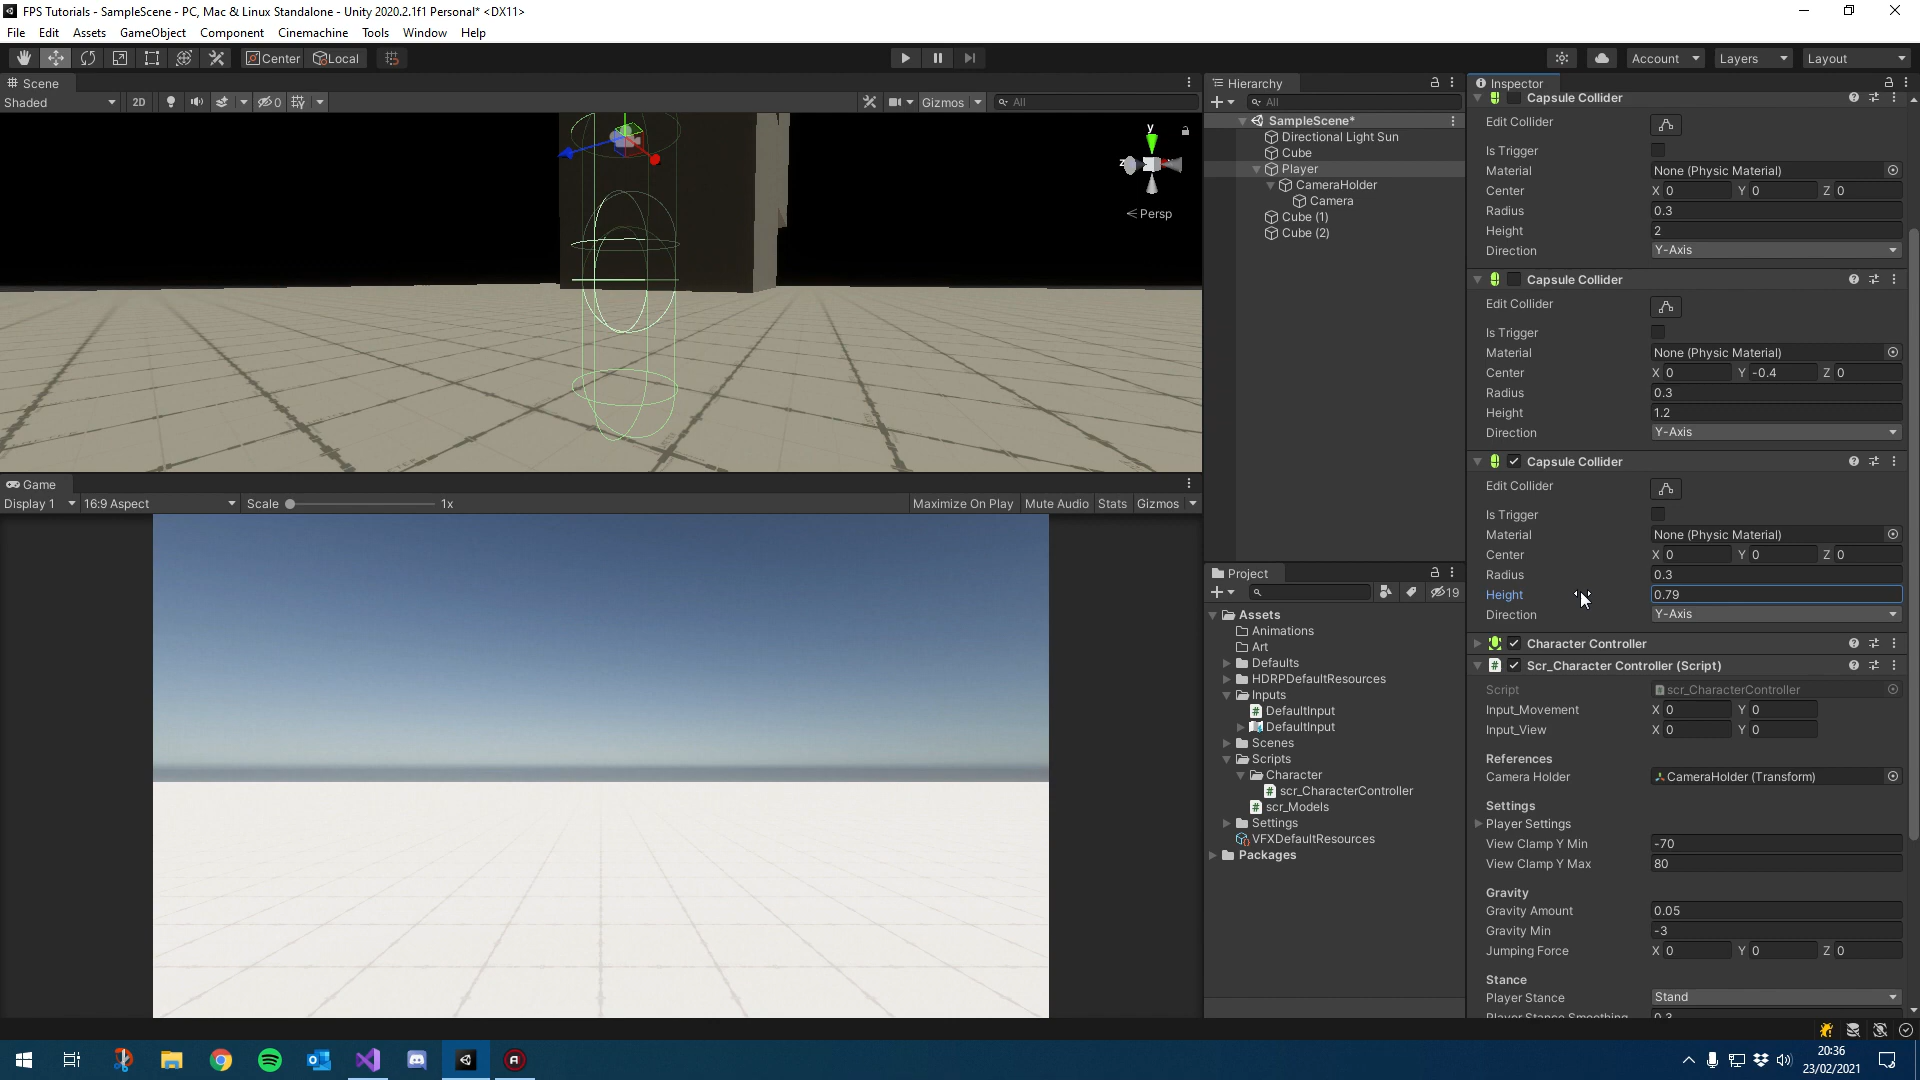 FPS Tutorials - SampleScene - PC, Mac & Linux Standalone - Unity 2020.2.1f1 Personal* <DX11>
File Edit Assets GameObject Component Cinemachine Tools Window Help
Center Local Account Layers Layout
Scene
Shaded 2D 0 Gizmos All
y
x
z
Persp
Game
Display 1 16:9 Aspect Scale 1x Maximize On Play Mute Audio Stats Gizmos
Hierarchy
All
SampleScene*
Directional Light Sun
Cube
Player
CameraHolder
Camera
Cube (1)
Cube (2)
Project
19
Assets
Animations
Art
Defaults
HDRPDefaultResources
Inputs
DefaultInput
DefaultInput
Scenes
Scripts
Character
scr_CharacterController
scr_Models
Settings
VFXDefaultResources
Packages
Inspector
Capsule Collider
Edit Collider
Is Trigger
Material None (Physic Material)
Center X 0 Y 0 Z 0
Radius 0.3
Height 2
Direction Y-Axis
Capsule Collider
Edit Collider
Is Trigger
Material None (Physic Material)
Center X 0 Y -0.4 Z 0
Radius 0.3
Height 1.2
Direction Y-Axis
Capsule Collider
Edit Collider
Is Trigger
Material None (Physic Material)
Center X 0 Y 0 Z 0
Radius 0.3
Height 0.79
Direction Y-Axis
Character Controller
Scr_Character Controller (Script)
Script scr_CharacterController
Input_Movement X 0 Y 0
Input_View X 0 Y 0
References
Camera Holder CameraHolder (Transform)
Settings
Player Settings
View Clamp Y Min -70
View Clamp Y Max 80
Gravity
Gravity Amount 0.05
Gravity Min -3
Jumping Force X 0 Y 0 Z 0
Stance
Player Stance Stand
Player Stance Smoothing 0.3
20:36
23/02/2021